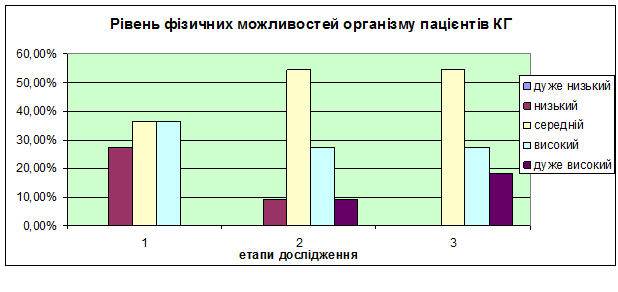 Рівень фізичних можливостей організму пацієнтів КГ
60,00%
50,00%
40,00%
30,00%
20,00%
10,00%
0,00%
1
2
3
етапи дослідження
дуже низький
низький
середній
високий
дуже високий